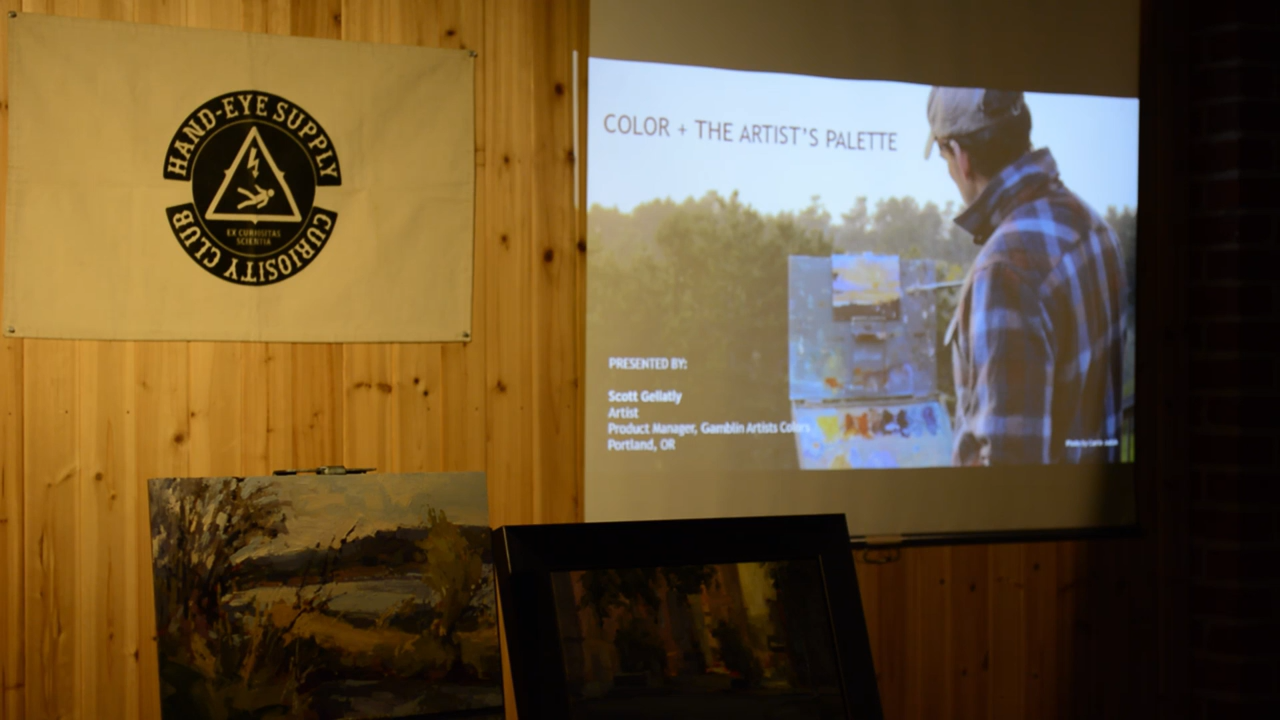 HAND-EYE SUPPLY
EX CURIOSITAS
SCIENTIA
CURIOSITY CLUB
COLOR + THE ARTIST'S PALETTE
PRESENTED BY:
Scott Gellatly
Artist
Product Manager, Gamblin Artists Colors
Portland, OR